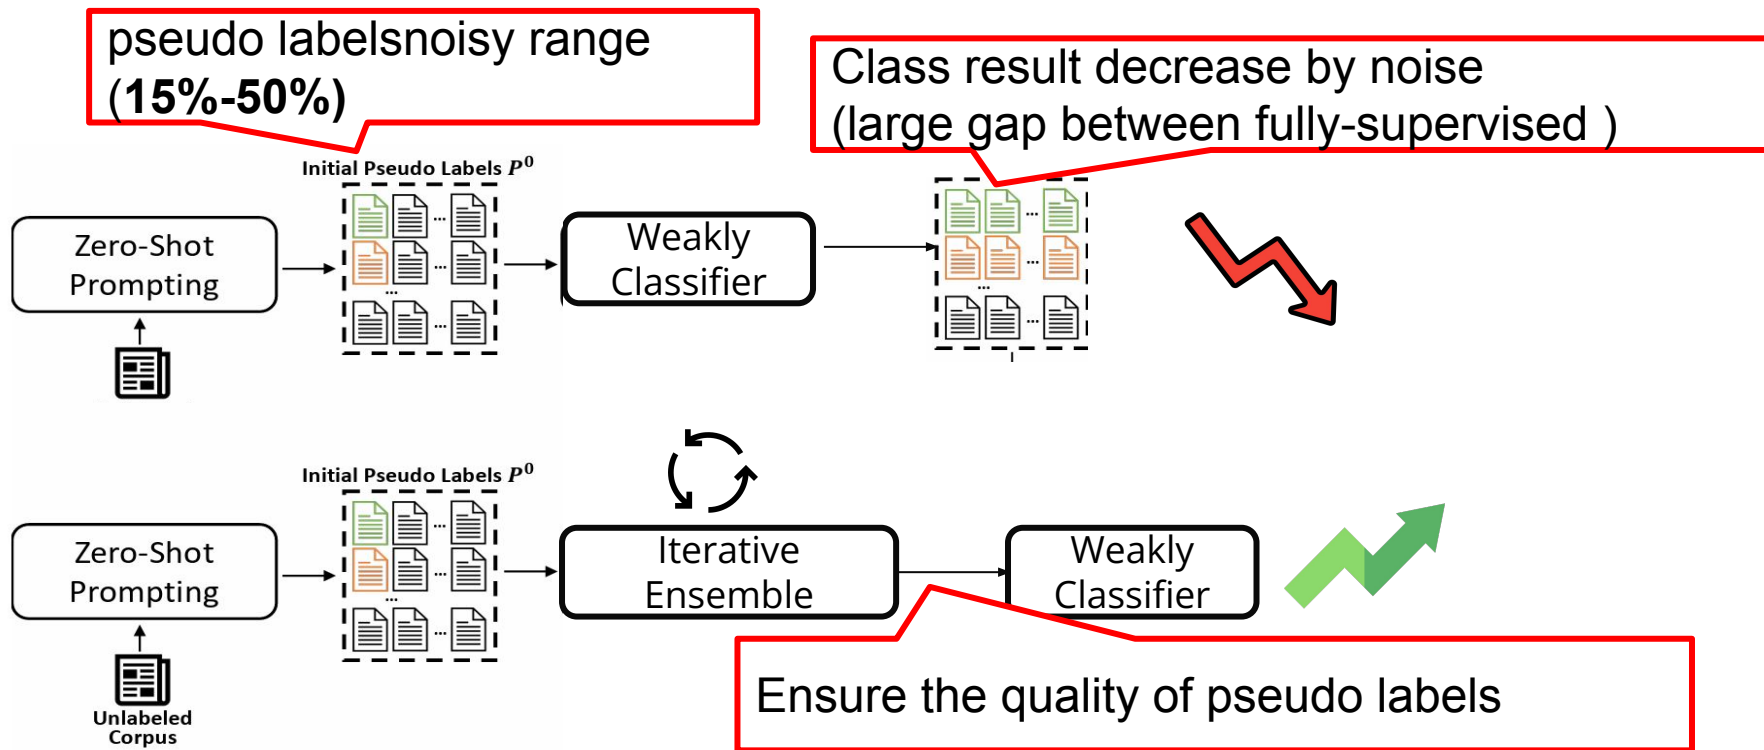 pseudo labelsnoisy range
(15%-50%)
Class result decrease by noise
(large gap between fully-supervised )
Initial Pseudo Labels P⁰
Zero-Shot
Prompting
...
...
...
...
Weakly
Classifier
...
...
...
...
Initial Pseudo Labels P⁰
Zero-Shot
Prompting
...
...
...
...
Iterative
Ensemble
Weakly
Classifier
Unlabeled
Corpus
Ensure the quality of pseudo labels